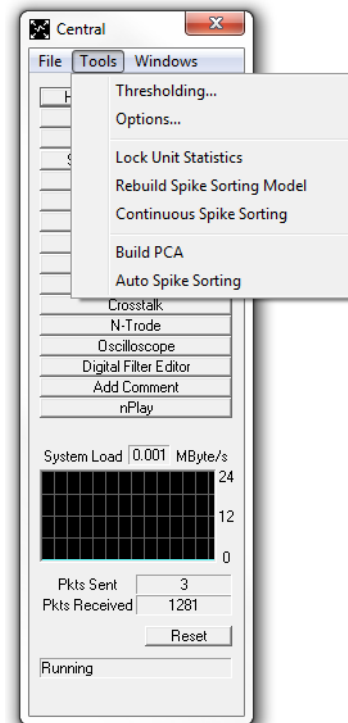 Central
File Tools Windows
Thresholding...
Options...
Lock Unit Statistics
Rebuild Spike Sorting Model
Continuous Spike Sorting
Build PCA
Auto Spike Sorting
Crosstalk
N-Trode
Oscilloscope
Digital Filter Editor
Add Comment
nPlay
System Load 0.001 MByte/s
24
12
0
Pkts Sent 3
Pkts Received 1281
Reset
Running